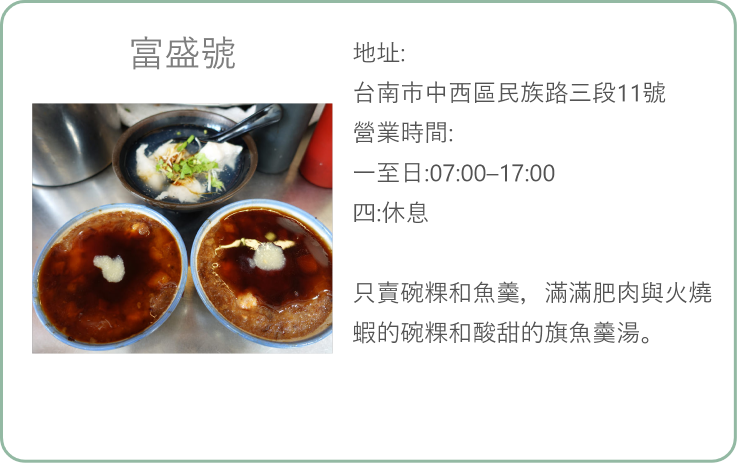 富盛號
地址:
台南市中西區民族路三段11號
營業時間:
一至日:07:00–17:00
四:休息
只賣碗粿和魚羹，滿滿肥肉與火燒
蝦的碗粿和酸甜的旗魚羹湯。